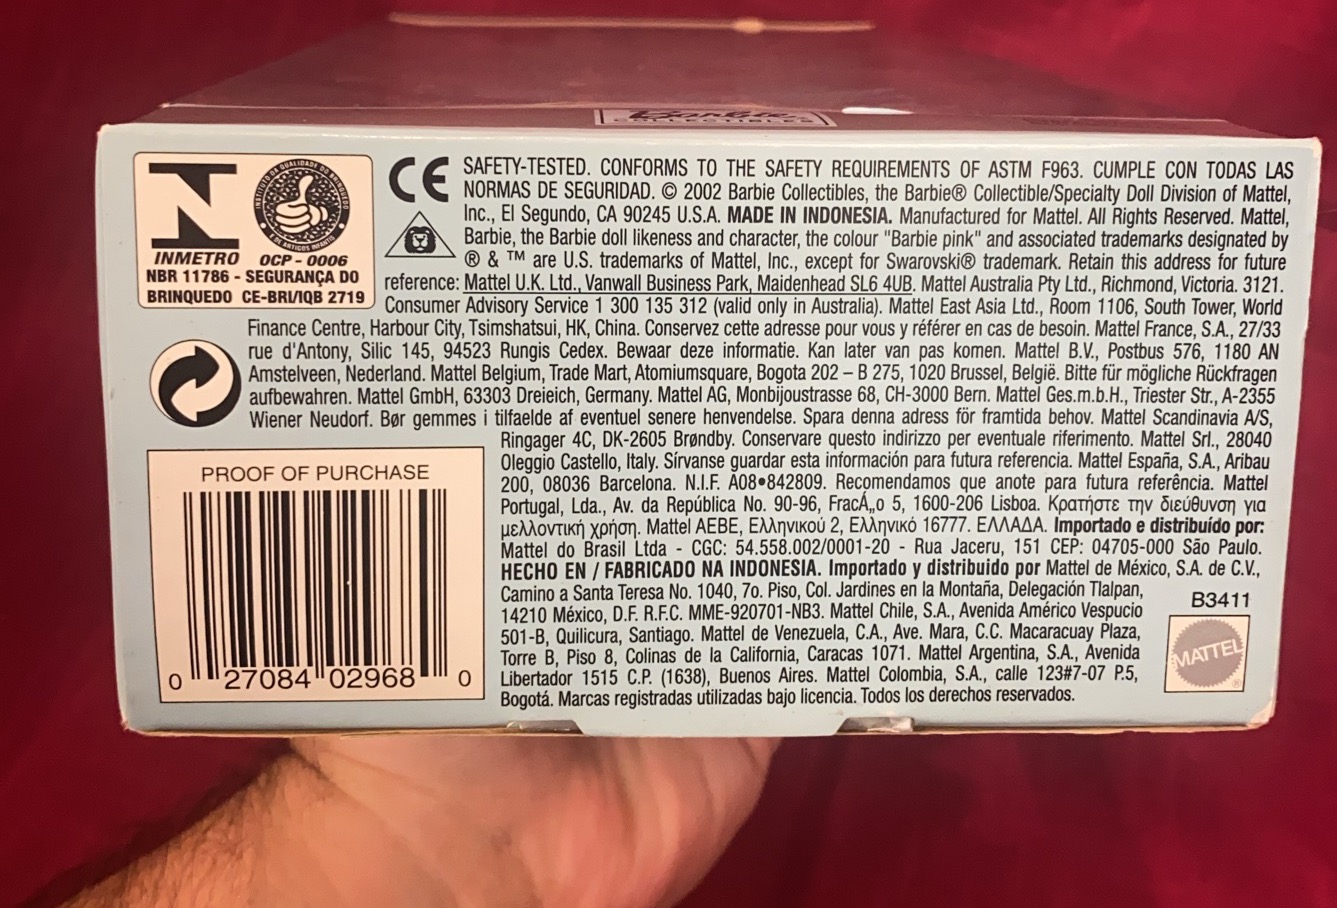 Barbie
COLLECTIBLES
INSTITUTO DA QUALIDADE DO BRINQUEDO
E DE ARTIGOS INFANTIS
INMETRO OCP - 0006
NBR 11786 - SEGURANÇA DO
BRINQUEDO CE-BRI/IQB 2719
CE
SAFETY-TESTED. CONFORMS TO THE SAFETY REQUIREMENTS OF ASTM F963. CUMPLE CON TODAS LAS
NORMAS DE SEGURIDAD. © 2002 Barbie Collectibles, the Barbie® Collectible/Specialty Doll Division of Mattel,
Inc., El Segundo, CA 90245 U.S.A. MADE IN INDONESIA. Manufactured for Mattel. All Rights Reserved. Mattel,
Barbie, the Barbie doll likeness and character, the colour "Barbie pink" and associated trademarks designated by
® & ™ are U.S. trademarks of Mattel, Inc., except for Swarovski® trademark. Retain this address for future
reference: Mattel U.K. Ltd., Vanwall Business Park, Maidenhead SL6 4UB. Mattel Australia Pty Ltd., Richmond, Victoria. 3121.
Consumer Advisory Service 1 300 135 312 (valid only in Australia). Mattel East Asia Ltd., Room 1106, South Tower, World
Finance Centre, Harbour City, Tsimshatsui, HK, China. Conservez cette adresse pour vous y référer en cas de besoin. Mattel France, S.A., 27/33
rue d'Antony, Silic 145, 94523 Rungis Cedex. Bewaar deze informatie. Kan later van pas komen. Mattel B.V., Postbus 576, 1180 AN
Amstelveen, Nederland. Mattel Belgium, Trade Mart, Atomiumsquare, Bogota 202 – B 275, 1020 Brussel, België. Bitte für mögliche Rückfragen
aufbewahren. Mattel GmbH, 63303 Dreieich, Germany. Mattel AG, Monbijoustrasse 68, CH-3000 Bern. Mattel Ges.m.b.H., Triester Str., A-2355
Wiener Neudorf. Bør gemmes i tilfaelde af eventuel senere henvendelse. Spara denna adress för framtida behov. Mattel Scandinavia A/S,
Ringager 4C, DK-2605 Brøndby. Conservare questo indirizzo per eventuale riferimento. Mattel Srl., 28040
Oleggio Castello, Italy. Sírvanse guardar esta información para futura referencia. Mattel España, S.A., Aribau
200, 08036 Barcelona. N.I.F. A08•842809. Recomendamos que anote para futura referência. Mattel
Portugal, Lda., Av. da República No. 90-96, FracÁ„o 5, 1600-206 Lisboa. Κρατήστε την διεύθυνση για
μελλοντική χρήση. Mattel AEBE, Ελληνικού 2, Ελληνικό 16777. ΕΛΛΑΔΑ. Importado e distribuído por:
Mattel do Brasil Ltda - CGC: 54.558.002/0001-20 - Rua Jaceru, 151 CEP: 04705-000 São Paulo.
HECHO EN / FABRICADO NA INDONESIA. Importado y distribuido por Mattel de México, S.A. de C.V.,
Camino a Santa Teresa No. 1040, 7o. Piso, Col. Jardines en la Montaña, Delegación Tlalpan,
14210 México, D.F. R.F.C. MME-920701-NB3. Mattel Chile, S.A., Avenida Américo Vespucio
501-B, Quilicura, Santiago. Mattel de Venezuela, C.A., Ave. Mara, C.C. Macaracuay Plaza,
Torre B, Piso 8, Colinas de la California, Caracas 1071. Mattel Argentina, S.A., Avenida
Libertador 1515 C.P. (1638), Buenos Aires. Mattel Colombia, S.A., calle 123#7-07 P.5,
Bogotá. Marcas registradas utilizadas bajo licencia. Todos los derechos reservados.
PROOF OF PURCHASE
0 27084 02968 0
B3411
MATTEL
®